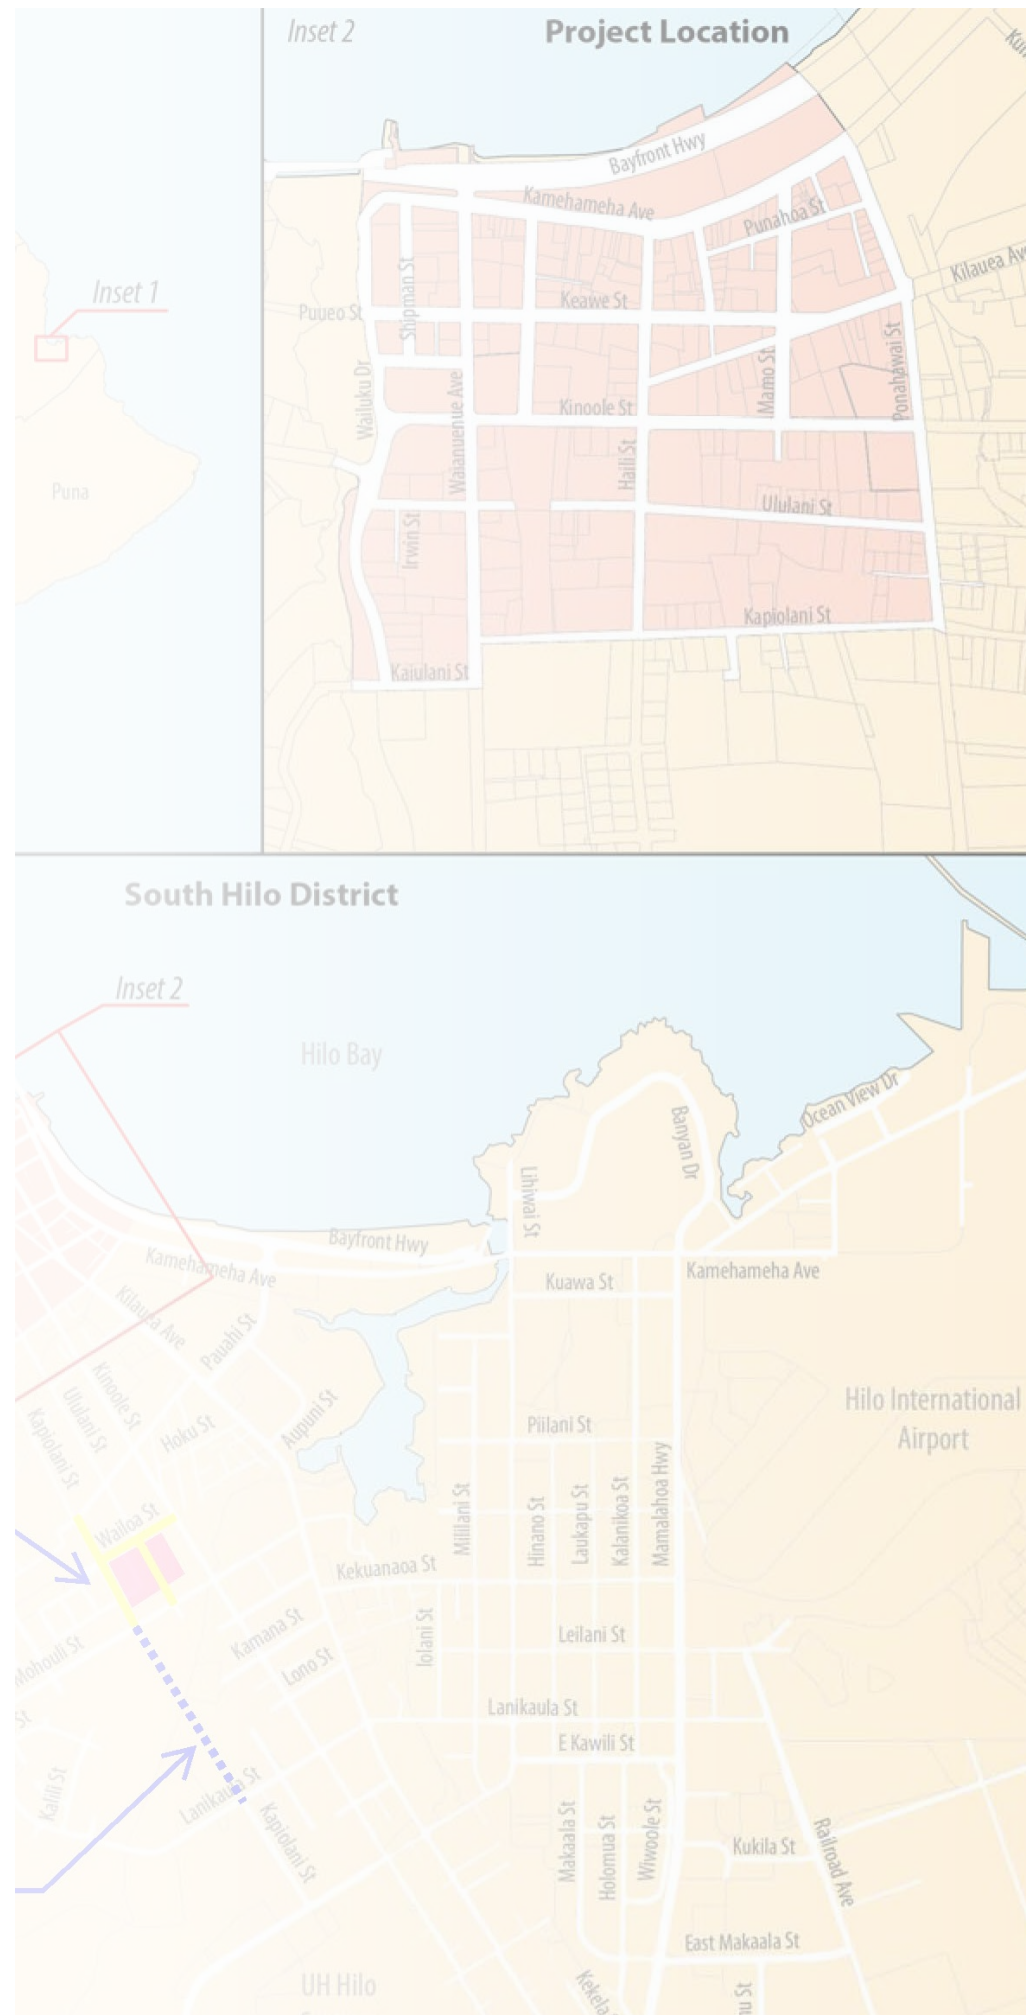 Inset 2
Project Location
Bayfront Hwy
Kamehameha Ave
Punahoa St
Kilauea Av
Inset 1
Shipman St
Keawe St
Puueo St
Ponahawai St
Mamo St
Wailuku Dr
Waianuenue Ave
Kinoole St
Haili St
Puna
Ululani St
Irwin St
Kapiolani St
Kaiulani St
South Hilo District
Inset 2
Hilo Bay
Ocean View Dr
Banyan Dr
Lihiwai St
Bayfront Hwy
Kamehameha Ave
Kamehameha Ave
Kuawa St
Kilauea Ave
Pauahi St
Kinoole St
Ululani St
Kapiolani St
Hoku St
Aupuni St
Hilo International
Airport
Piilani St
Mililani St
Hinano St
Laukapu St
Kalanikoa St
Mamalahoa Hwy
Wailoa St
Kekuanaoa St
Iolani St
Kamana St
Leilani St
Mohouli St
Lono St
Lanikaula St
St
E Kawili St
Kalili St
Lanikaula St
Kapiolani St
Makaala St
Holomua St
Wiwoole St
Kukila St
Railroad Ave
East Makaala St
UH Hilo
Kekela
nu St